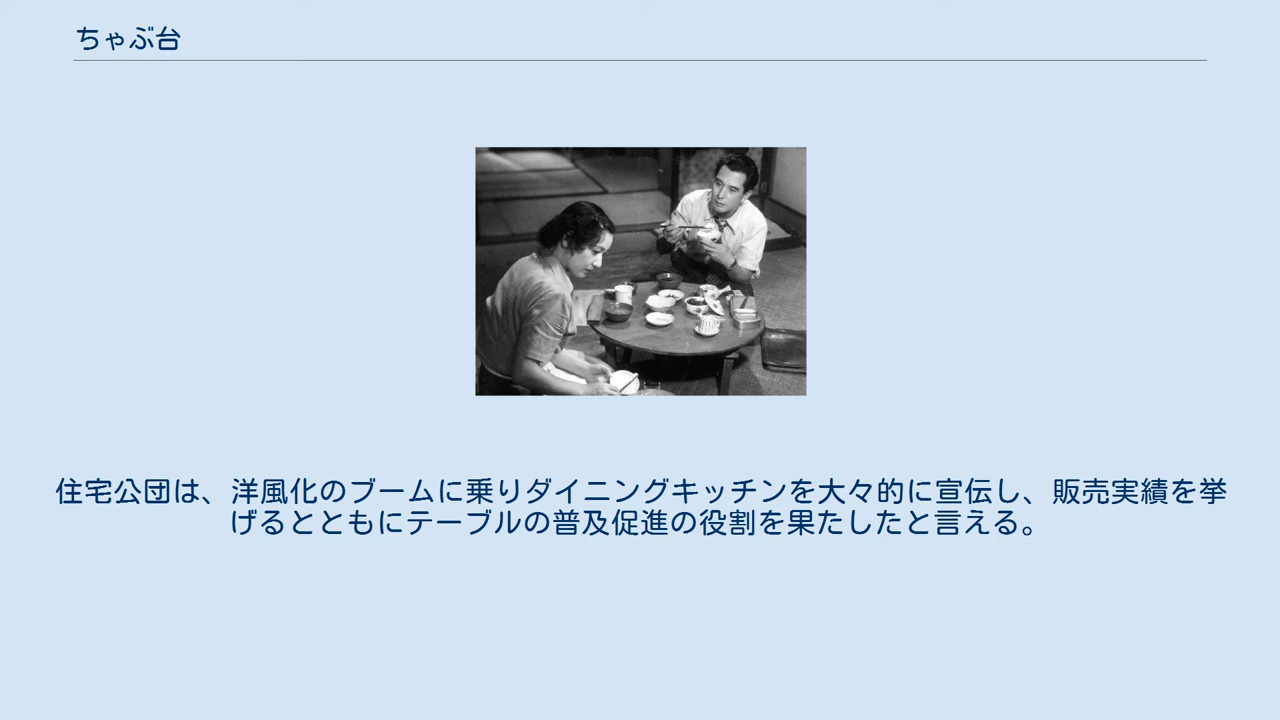 ちゃぶ台
住宅公団は、洋風化のブームに乗りダイニングキッチンを大々的に宣伝し、販売実績を挙
げるとともにテーブルの普及促進の役割を果たしたと言える。